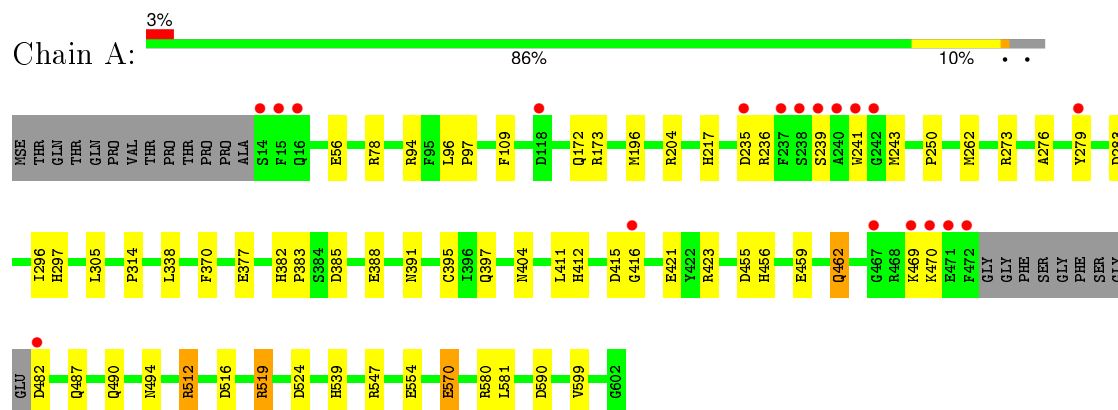 3%
Chain A:
86%
10%
MSE THR GLN THR GLN PRO VAL THR PRO THR PRO PRO ALA S14 F15 Q16 E56 R78 R94 F95 L96 P97 F109 D118 Q172 R173 M196 R204 H217 D235 R236 F237 S238 S239 A240 W241 G242 M243 P250 M262 R273 A276 Y279
I296 H297 L305 P314 L338 F370 E377 H382 P383 S384 D385 E388 N391 C395 I396 Q397 N404 L411 H412 D415 G416 E421 Y422 R423 D455 H456 E459 Q462 G467 R468 K469 K470 E471 F472 GLY GLY PHE SER GLY PHE SER GLY
GLU D482 Q487 Q490 N494 R512 D516 R519 D524 H539 R547 E554 E570 R580 L581 D590 V599 G602